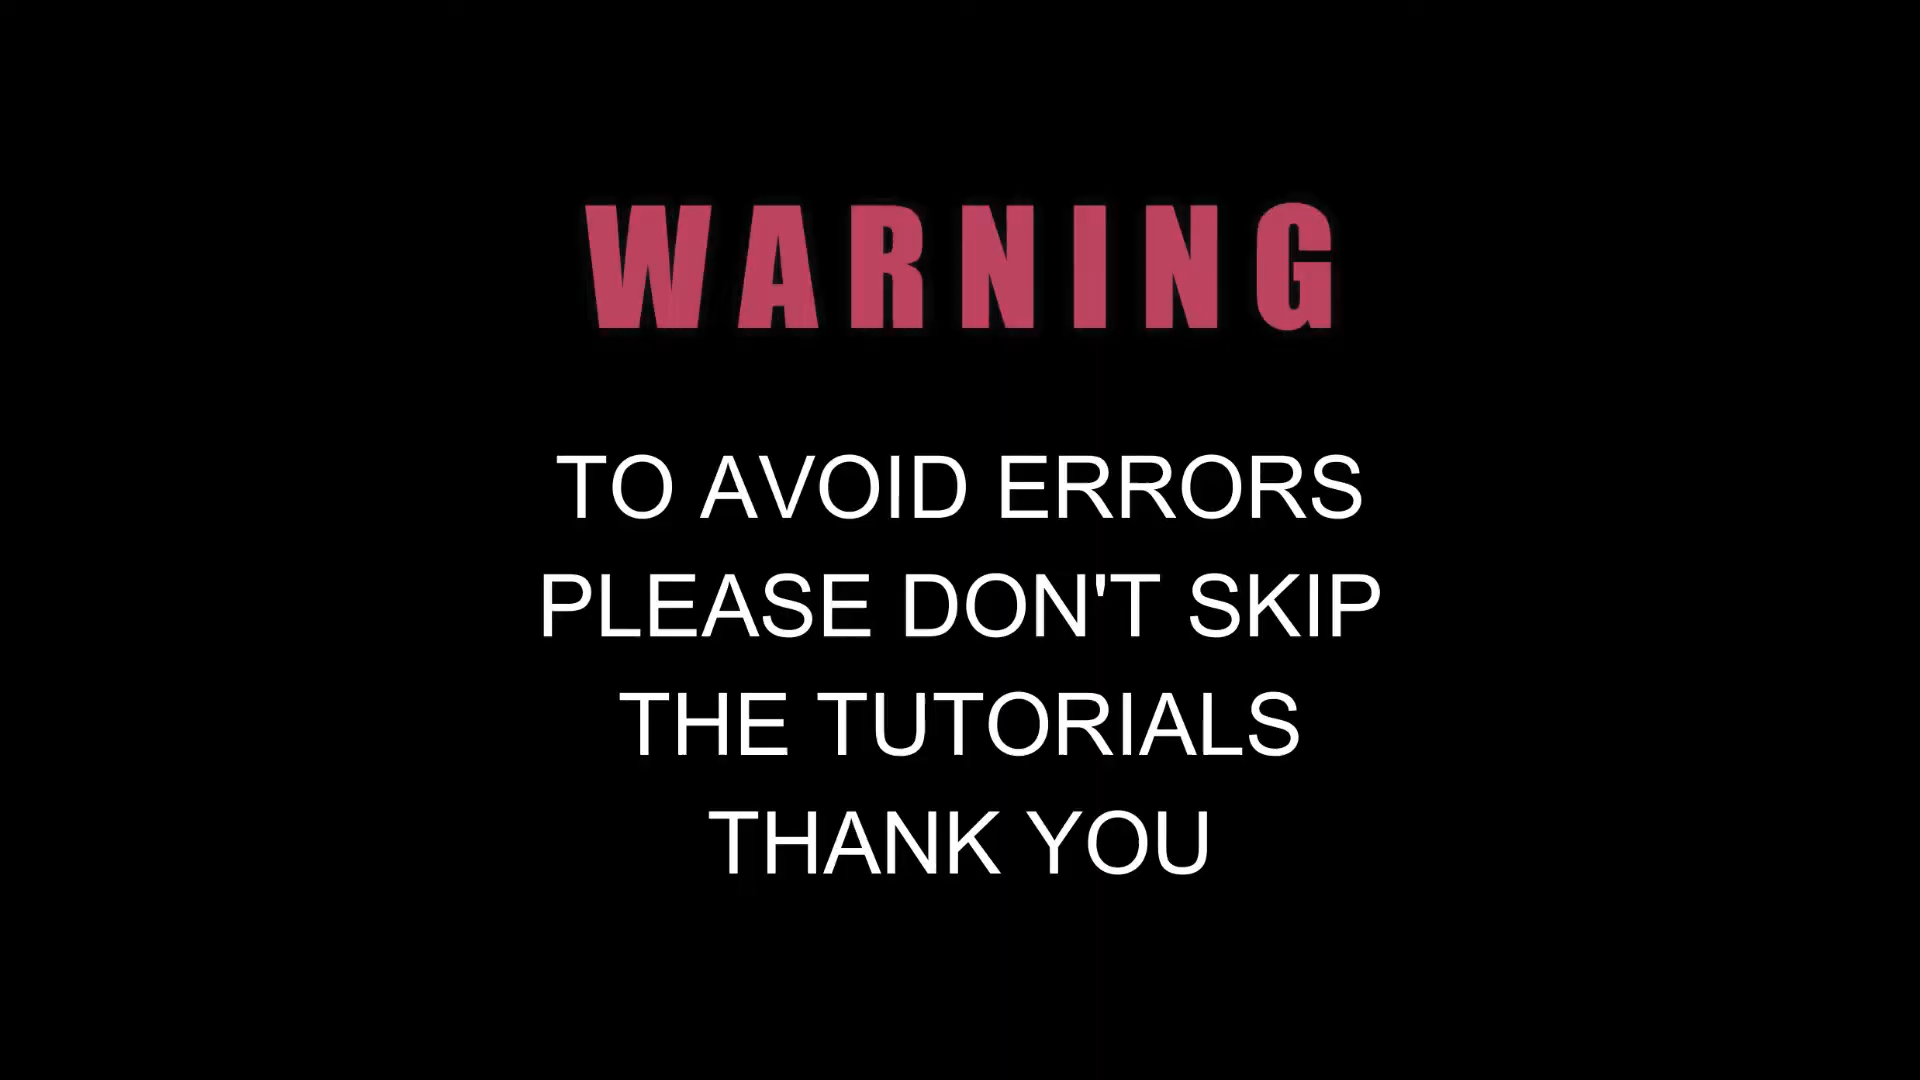 WARNING
TO AVOID ERRORS
PLEASE DON'T SKIP
THE TUTORIALS
THANK YOU